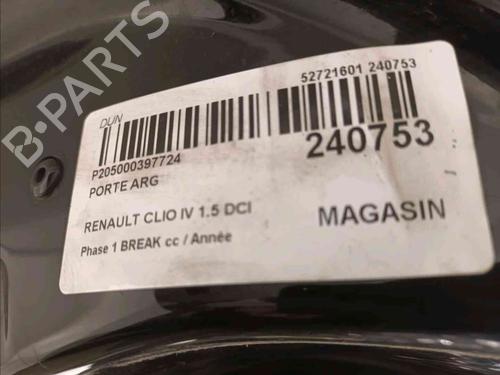 B-PARTS
DUN
52721601 240753
P205000397724
240753
PORTE ARG
RENAULT CLIO IV 1.5 DCI
MAGASIN
Phase 1 BREAK cc / Année